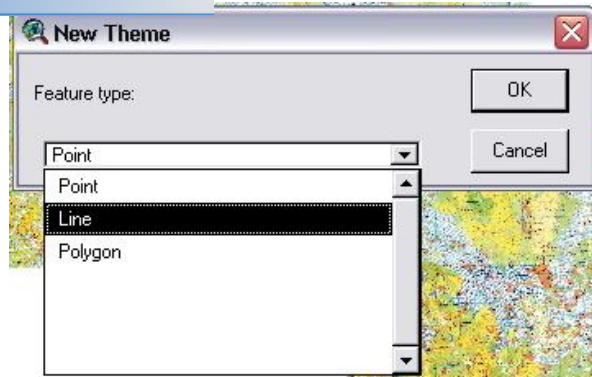 New Theme
Feature type:
OK
Cancel
Point
Point
Line
Polygon